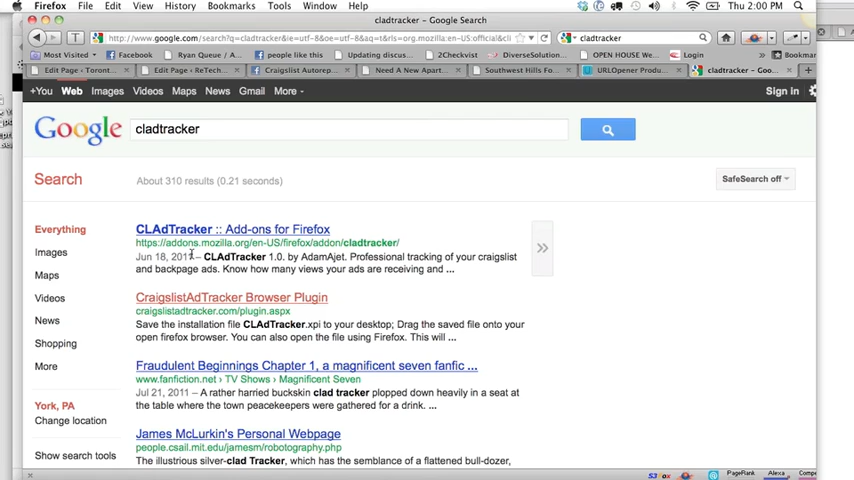 Firefox File Edit View History Bookmarks Tools Window Help Thu 2:00 PM
cladtracker - Google Search
http://www.google.com/search?q=cladtracker&ie=utf-8&oe=utf-8&aq=t&rls=org.mozilla:en-US:official&cli
cladtracker
Most Visited Ryan Queue / ... Updating discus... 2Checkvist DiverseSolution... OPEN HOUSE We... Login Bookmar
Edit Page ‹ Toront... Edit Page ‹ ReTech... Craigslist Autorep... Need A New Apart... Southwest Hills Fo... URLOpener Produ... cladtracker - Goo...
+You Web Images Videos Maps News Gmail More Sign in
Google cladtracker
Search About 310 results (0.21 seconds) SafeSearch off
Everything
Images
Maps
Videos
News
Shopping
More
York, PA
Change location
Show search tools
CLAdTracker :: Add-ons for Firefox
https://addons.mozilla.org/en-US/firefox/addon/cladtracker/
Jun 18, 2011 – CLAdTracker 1.0. by AdamAjet. Professional tracking of your craigslist
and backpage ads. Know how many views your ads are receiving and ...
CraigslistAdTracker Browser Plugin
craigslistadtracker.com/plugin.aspx
Save the installation file CLAdTracker.xpi to your desktop; Drag the saved file onto your
open firefox browser. You can also open the file using Firefox. This will ...
Fraudulent Beginnings Chapter 1, a magnificent seven fanfic ...
www.fanfiction.net › TV Shows › Magnificent Seven
Jul 21, 2011 – A rather harried buckskin clad tracker plopped down heavily in a seat at
the table where the town peacekeepers were gathered for a drink. ...
James McLurkin's Personal Webpage
people.csail.mit.edu/jamesm/robotography.php
The illustrious silver-clad Tracker, which has the semblance of a flattened bull-dozer,
S3Fox PageRank Alexa Compe